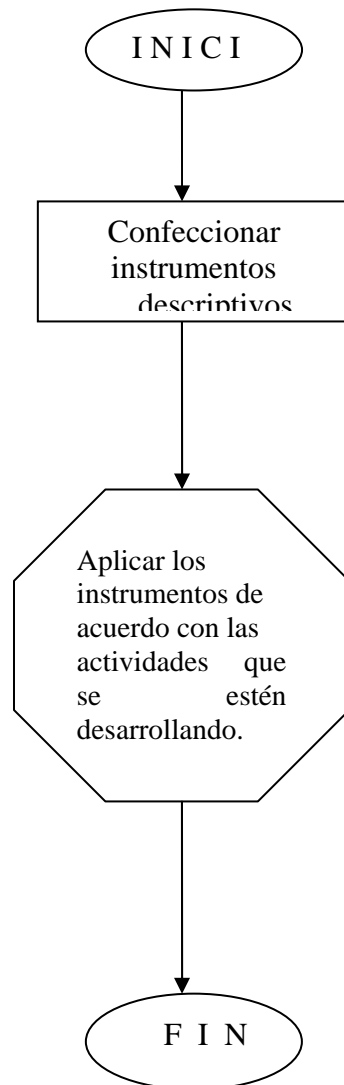 I N I C I
Confeccionar
instrumentos
descriptivos
Aplicar los
instrumentos de
acuerdo con las
actividades que
se estén
desarrollando.
F I N